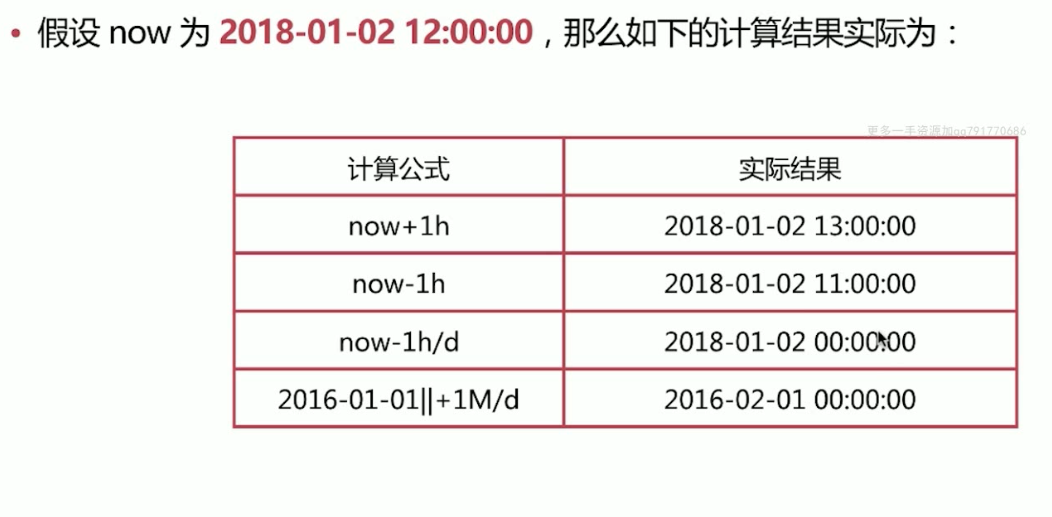 • 假设 now 为 2018-01-02 12:00:00，那么如下的计算结果实际为：
更多一手资源加qq791770686
计算公式 实际结果
now+1h 2018-01-02 13:00:00
now-1h 2018-01-02 11:00:00
now-1h/d 2018-01-02 00:00:00
2016-01-01||+1M/d 2016-02-01 00:00:00